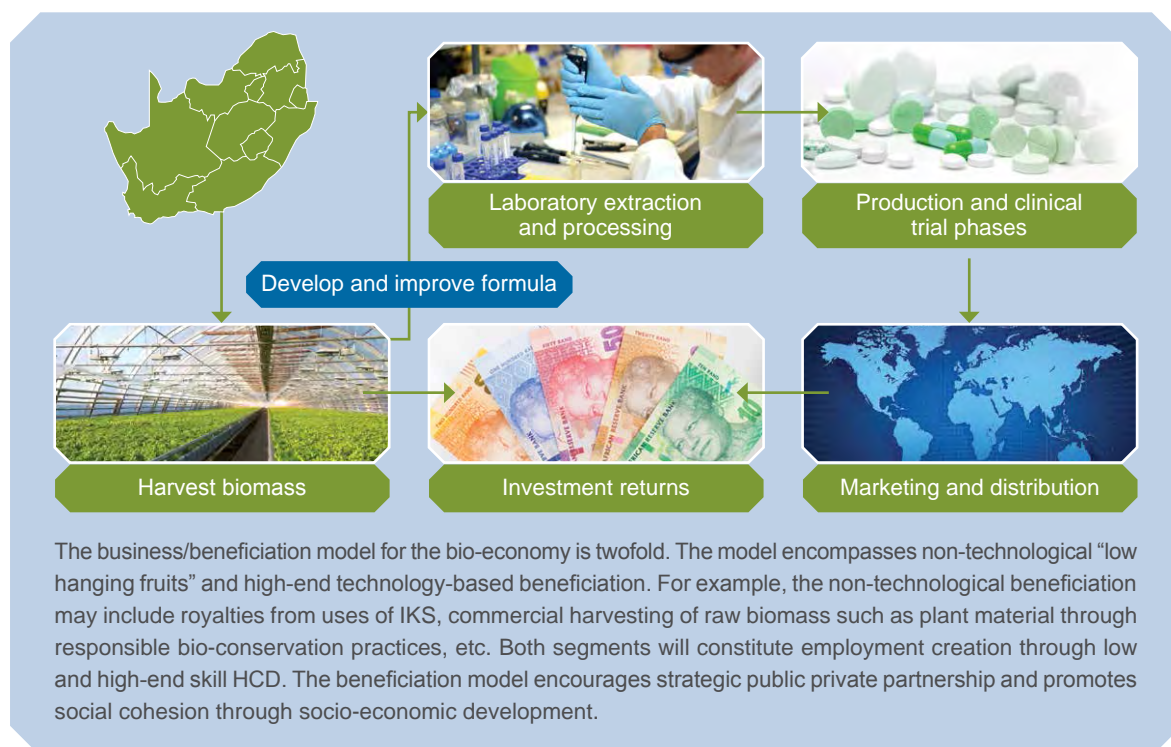 Laboratory extraction
and processing
Production and clinical
trial phases
Develop and improve formula
Harvest biomass
Investment returns
Marketing and distribution
The business/beneficiation model for the bio-economy is twofold. The model encompasses non-technological “low
hanging fruits” and high-end technology-based beneficiation. For example, the non-technological beneficiation
may include royalties from uses of IKS, commercial harvesting of raw biomass such as plant material through
responsible bio-conservation practices, etc. Both segments will constitute employment creation through low
and high-end skill HCD. The beneficiation model encourages strategic public private partnership and promotes
social cohesion through socio-economic development.